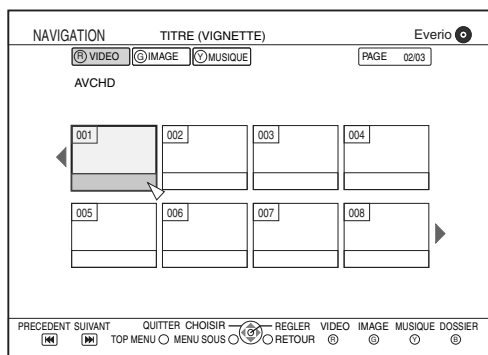 NAVIGATION TITRE (VIGNETTE) Everio
R VIDEO G IMAGE Y MUSIQUE PAGE 02/03
AVCHD
001 002 003 004
005 006 007 008
PRECEDENT SUIVANT QUITTER CHOISIR REGLER VIDEO IMAGE MUSIQUE DOSSIER
TOP MENU MENU SOUS RETOUR R G Y B